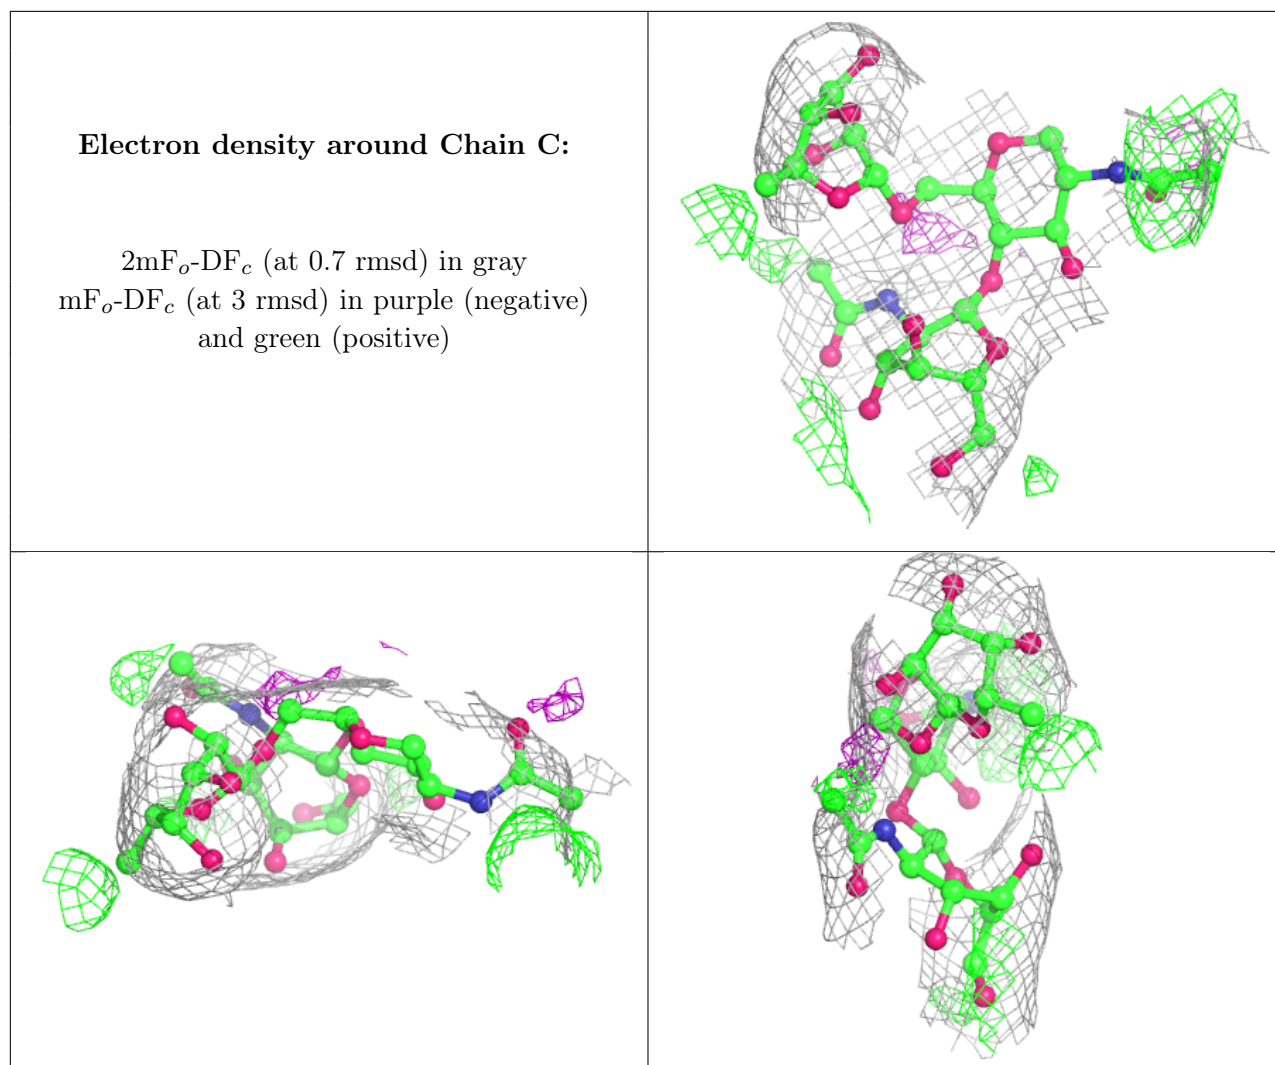 Electron density around Chain C:
2mFₒ-DF𝒸 (at 0.7 rmsd) in gray
mFₒ-DF𝒸 (at 3 rmsd) in purple (negative)
and green (positive)